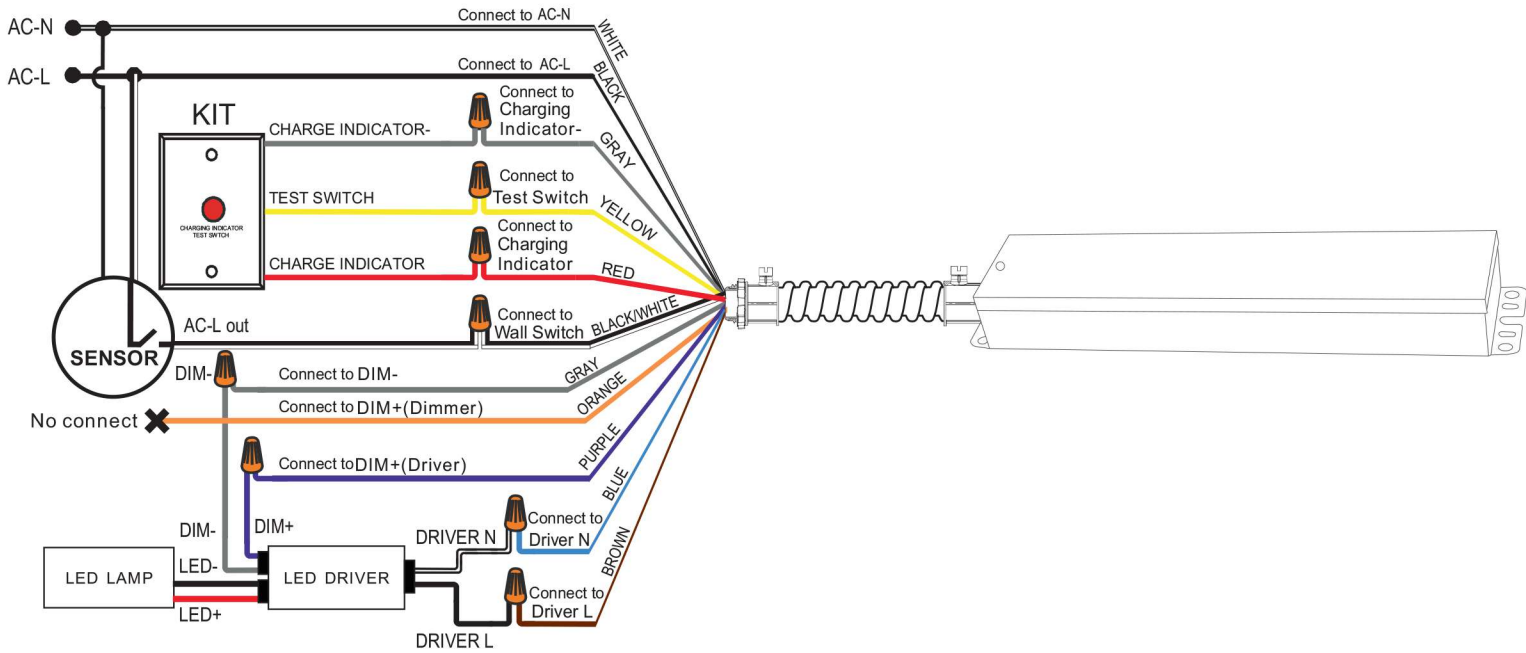 AC-N
Connect to AC-N
WHITE
AC-L
Connect to AC-L
BLACK
KIT
CHARGE INDICATOR-
Connect to
Charging
Indicator-
GRAY
TEST SWITCH
Connect to
Test Switch
YELLOW
CHARGING INDICATOR
TEST SWITCH
CHARGE INDICATOR
Connect to
Charging
Indicator
RED
AC-L out
Connect to
Wall Switch
BLACK/WHITE
SENSOR
DIM-
Connect to DIM-
GRAY
No connect
Connect to DIM+(Dimmer)
ORANGE
Connect to DIM+(Driver)
PURPLE
DIM-
DIM+
DRIVER N
Connect to
Driver N
BLUE
LED LAMP
LED-
LED+
LED DRIVER
DRIVER L
Connect to
Driver L
BROWN